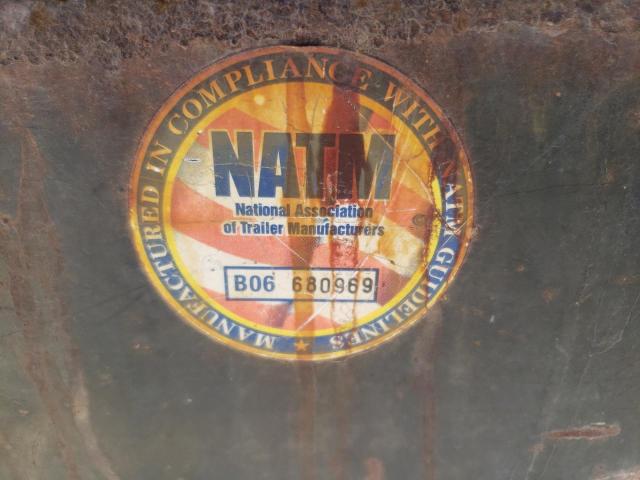 MANUFACTURED IN COMPLIANCE WITH NATM GUIDELINES
NATM
National Association
of Trailer Manufacturers
B06 680969